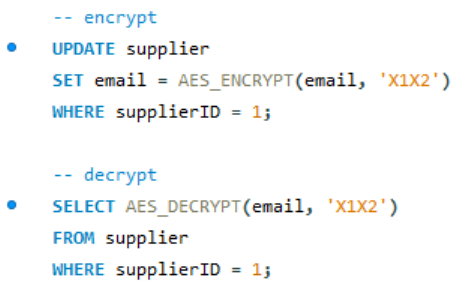 -- encrypt
UPDATE supplier
SET email = AES_ENCRYPT(email, 'X1X2')
WHERE supplierID = 1;
-- decrypt
SELECT AES_DECRYPT(email, 'X1X2')
FROM supplier
WHERE supplierID = 1;